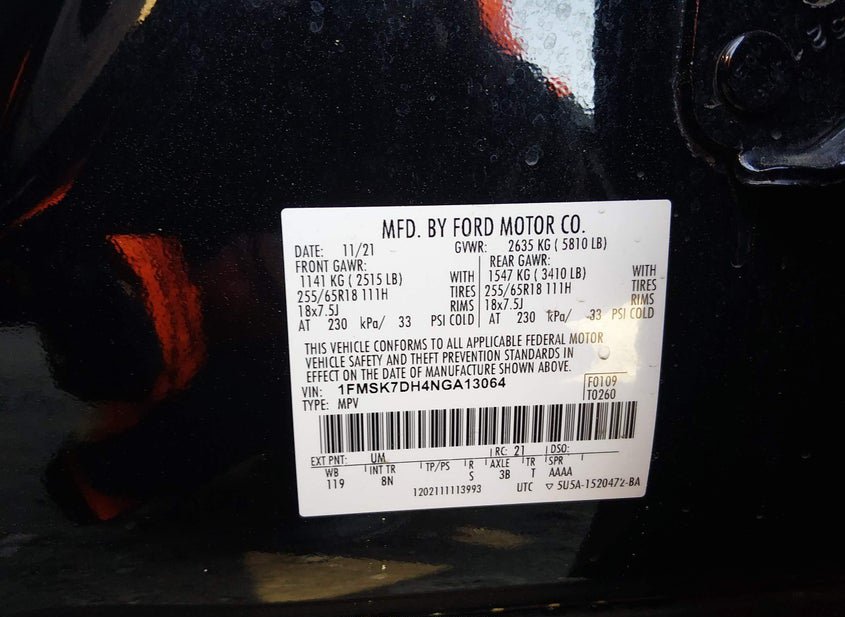 MFD. BY FORD MOTOR CO.
DATE: 11/21 GVWR: 2635 KG ( 5810 LB)
FRONT GAWR: REAR GAWR:
1141 KG ( 2515 LB) WITH 1547 KG ( 3410 LB) WITH
255/65R18 111H TIRES 255/65R18 111H TIRES
18x7.5J RIMS 18x7.5J RIMS
AT 230 kPa/ 33 PSI COLD AT 230 kPa/ 33 PSI COLD
THIS VEHICLE CONFORMS TO ALL APPLICABLE FEDERAL MOTOR
VEHICLE SAFETY AND THEFT PREVENTION STANDARDS IN
EFFECT ON THE DATE OF MANUFACTURE SHOWN ABOVE.
VIN: 1FMSK7DH4NGA13064 F0109
TYPE: MPV T0260
EXT PNT: UM RC: 21 DSO:
WB INT TR TP/PS R AXLE TR SPR
119 8N S 3B T AAAA
1202111113993 UTC ▽ 5U5A-1520472-BA